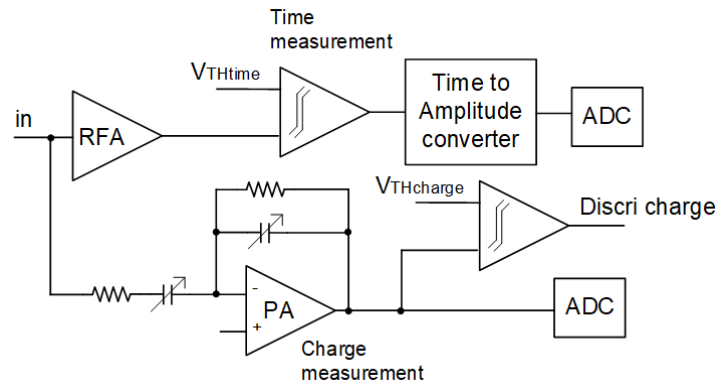 Time
measurement
VTHtime
Time to
Amplitude
converter
ADC
in
RFA
VTHcharge
Discri charge
-
PA
+
ADC
Charge
measurement